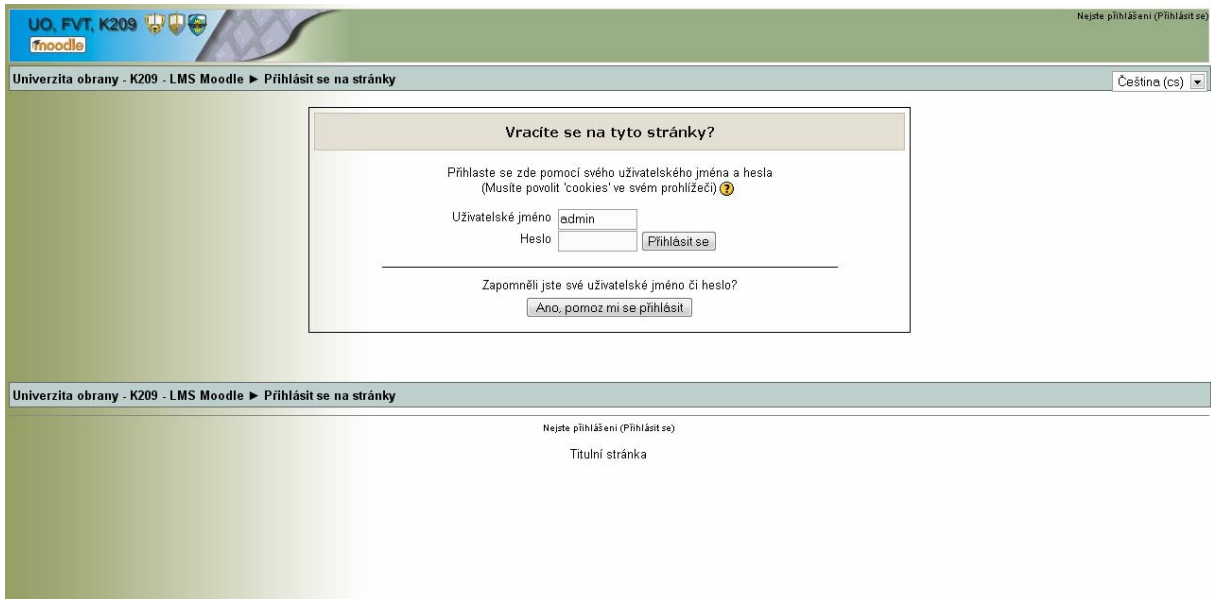 UO, FVT, K209
moodle
Nejste přihlášeni (Přihlásit se)
Univerzita obrany - K209 - LMS Moodle ► Přihlásit se na stránky
Čeština (cs)
Vracíte se na tyto stránky?
Přihlaste se zde pomocí svého uživatelského jména a hesla
(Musíte povolit 'cookies' ve svém prohlížeči) ?
Uživatelské jméno admin
Heslo Přihlásit se
Zapomněli jste své uživatelské jméno či heslo?
Ano, pomoz mi se přihlásit
Univerzita obrany - K209 - LMS Moodle ► Přihlásit se na stránky
Nejste přihlášeni (Přihlásit se)
Titulní stránka